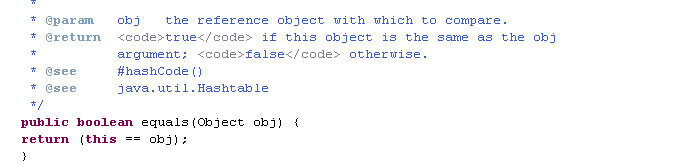 *
* @param   obj   the reference object with which to compare.
* @return  <code>true</code> if this object is the same as the obj
*          argument; <code>false</code> otherwise.
* @see     #hashCode()
* @see     java.util.Hashtable
*/
public boolean equals(Object obj) {
return (this == obj);
}